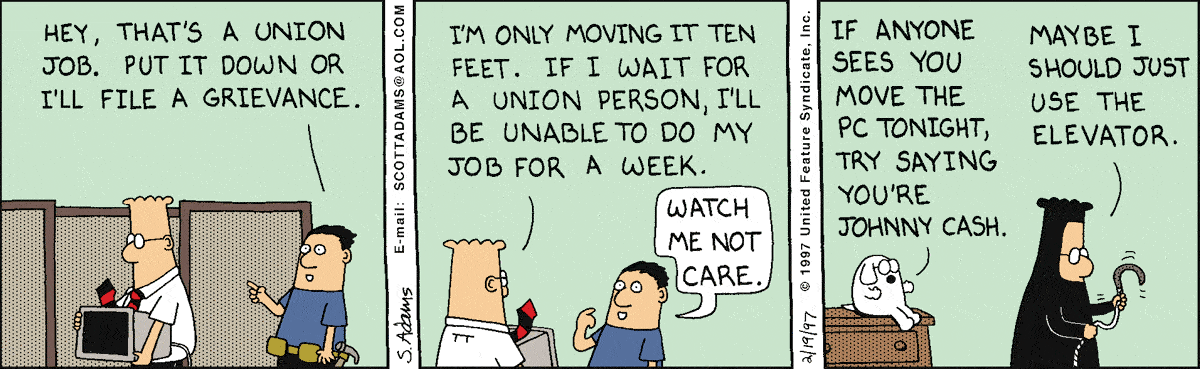 HEY, THAT'S A UNION
JOB. PUT IT DOWN OR
I'LL FILE A GRIEVANCE.
S. Adams
E-mail: SCOTTADAMS@AOL.COM
I'M ONLY MOVING IT TEN
FEET. IF I WAIT FOR
A UNION PERSON, I'LL
BE UNABLE TO DO MY
JOB FOR A WEEK.
WATCH
ME NOT
CARE.
2/19/97
© 1997 United Feature Syndicate, Inc.
IF ANYONE
SEES YOU
MOVE THE
PC TONIGHT,
TRY SAYING
YOU'RE
JOHNNY CASH.
MAYBE I
SHOULD JUST
USE THE
ELEVATOR.